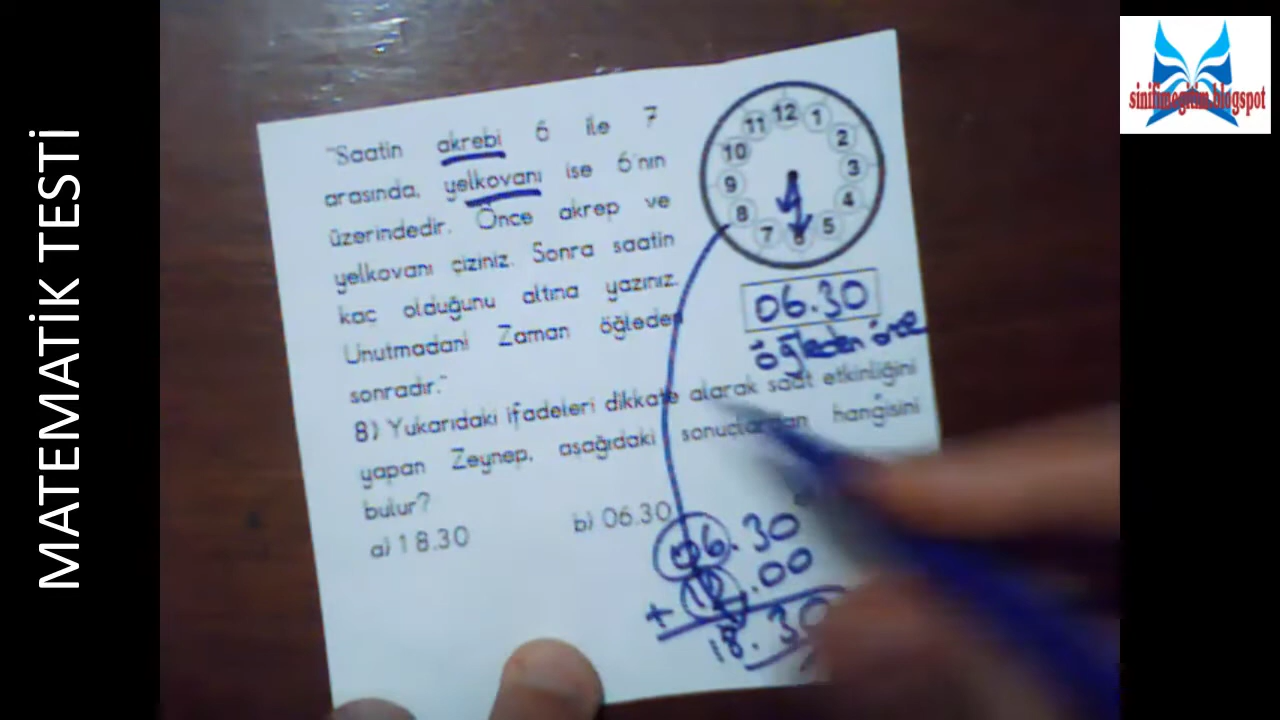 MATEMATİK TESTİ
sinifimegitim.blogspot
"Saatin akrebi 6 ile 7
arasında, yelkovanı ise 6'nın
üzerindedir. Önce akrep ve
yelkovanı çiziniz. Sonra saatin
kaç olduğunu altına yazınız.
Unutmadan! Zaman öğleden
sonradır."
12
1
2
3
4
5
6
7
8
9
10
11
06.30
öğleden önce
8) Yukarıdaki ifadeleri dikkate alarak saat etkinliğini
yapan Zeynep, aşağıdaki sonuçlardan hangisini
bulur?
a) 18.30 b) 06.30
06.30
12.00
+
18.30